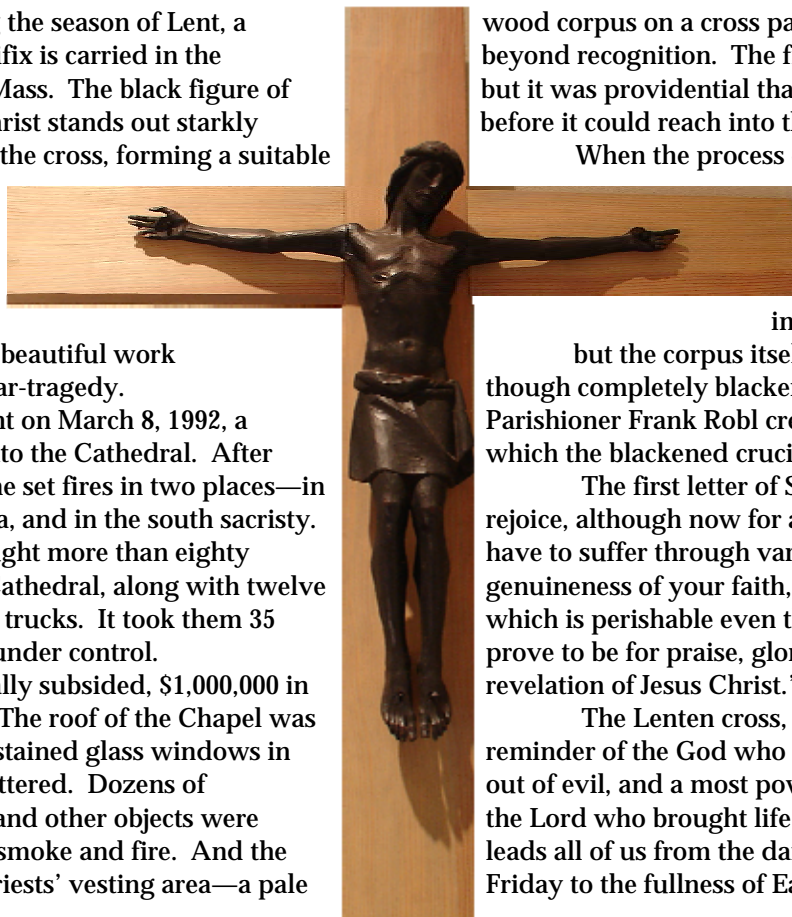 the season of Lent, a
ifix is carried in the
Mass. The black figure of
rist stands out starkly
the cross, forming a suitable
beautiful work
ar-tragedy.
nt on March 8, 1992, a
to the Cathedral. After
ne set fires in two places—in
a, and in the south sacristy.
ght more than eighty
athedral, along with twelve
trucks. It took them 35
under control.
lly subsided, $1,000,000 in
The roof of the Chapel was
stained glass windows in
ttered. Dozens of
and other objects were
smoke and fire. And the
riests’ vesting area—a pale
wood corpus on a cross pa
beyond recognition. The f
but it was providential tha
before it could reach into th
When the process
in
but the corpus itsel
though completely blacken
Parishioner Frank Robl cre
which the blackened cruci
The first letter of S
rejoice, although now for a
have to suffer through var
genuineness of your faith,
which is perishable even t
prove to be for praise, glor
revelation of Jesus Christ.”
The Lenten cross,
reminder of the God who
out of evil, and a most pow
the Lord who brought life
leads all of us from the da
Friday to the fullness of Ea